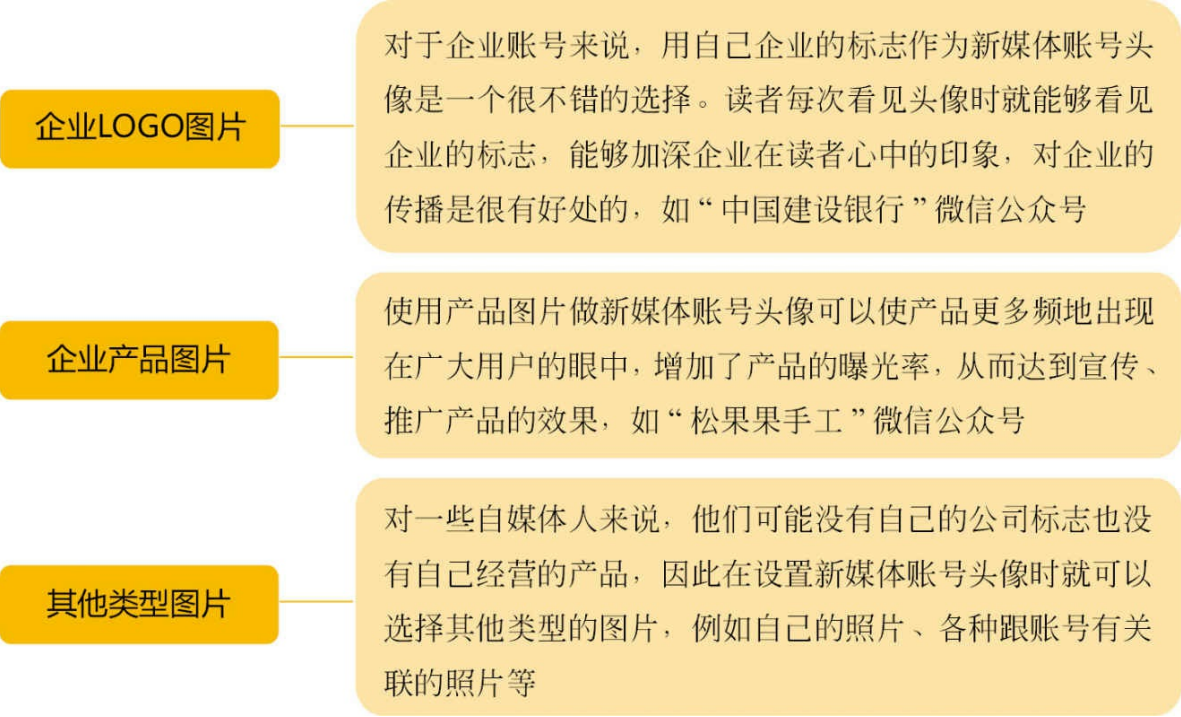 企业LOGO图片
对于企业账号来说，用自己企业的标志作为新媒体账号头
像是一个很不错的选择。读者每次看见头像时就能够看见
企业的标志，能够加深企业在读者心中的印象，对企业的
传播是很有好处的，如“中国建设银行”微信公众号
企业产品图片
使用产品图片做新媒体账号头像可以使产品更多频地出现
在广大用户的眼中，增加了产品的曝光率，从而达到宣传、
推广产品的效果，如“松果果手工”微信公众号
其他类型图片
对一些自媒体人来说，他们可能没有自己的公司标志也没
有自己经营的产品，因此在设置新媒体账号头像时就可以
选择其他类型的图片，例如自己的照片、各种跟账号有关
联的照片等